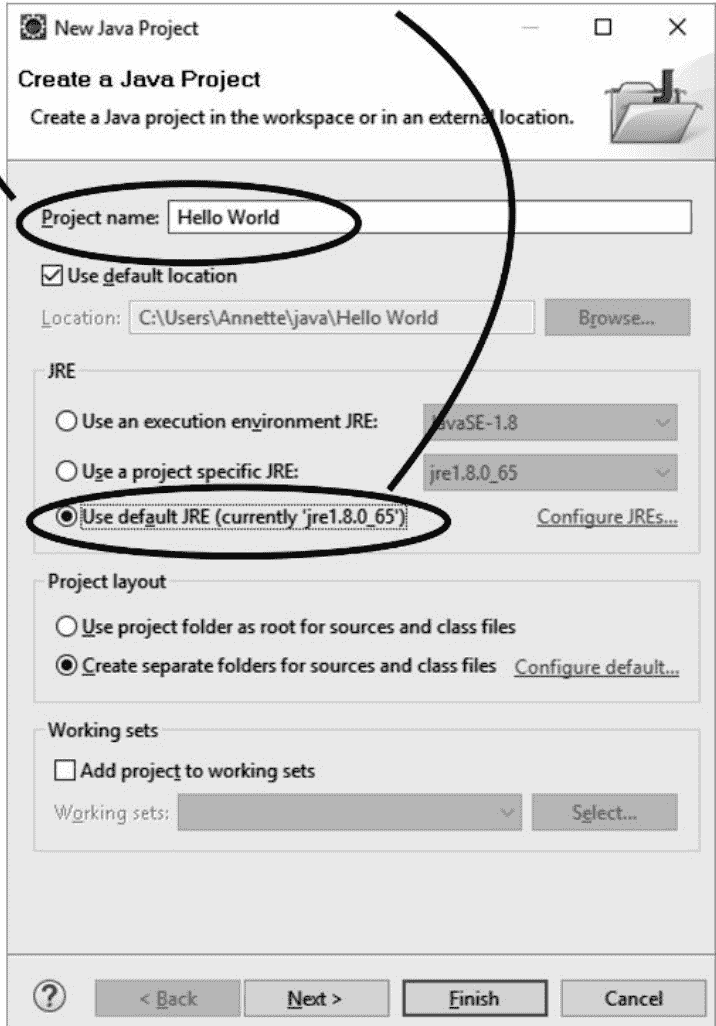 New Java Project
Create a Java Project
Create a Java project in the workspace or in an external location.
Project name: Hello World
Use default location
Location: C:\Users\Annette\java\Hello World Browse...
JRE
Use an execution environment JRE: JavaSE-1.8
Use a project specific JRE: jre1.8.0_65
Use default JRE (currently 'jre1.8.0_65') Configure JREs...
Project layout
Use project folder as root for sources and class files
Create separate folders for sources and class files Configure default...
Working sets
Add project to working sets
Working sets: Select...
? < Back Next > Finish Cancel